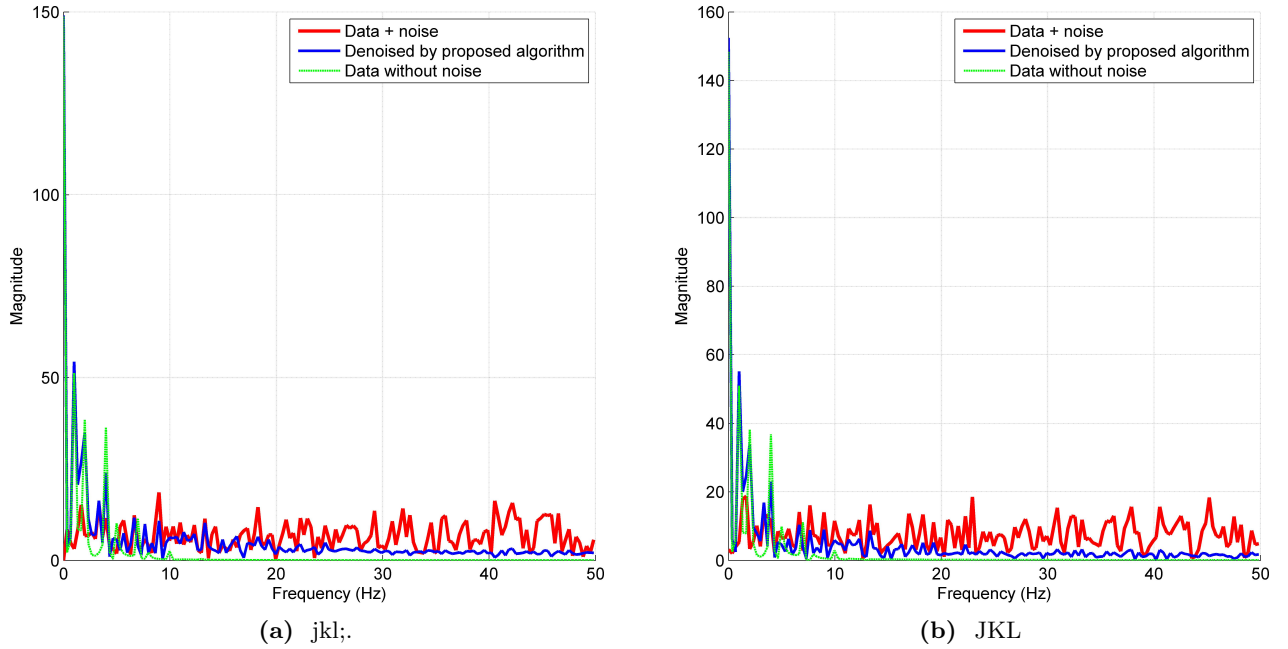 150
100
50
0
Magnitude
0 10 20 30 40 50
Frequency (Hz)
Data + noise
Denoised by proposed algorithm
Data without noise
(a) jkl;.
160
140
120
100
80
60
40
20
0
Magnitude
0 10 20 30 40 50
Frequency (Hz)
Data + noise
Denoised by proposed algorithm
Data without noise
(b) JKL